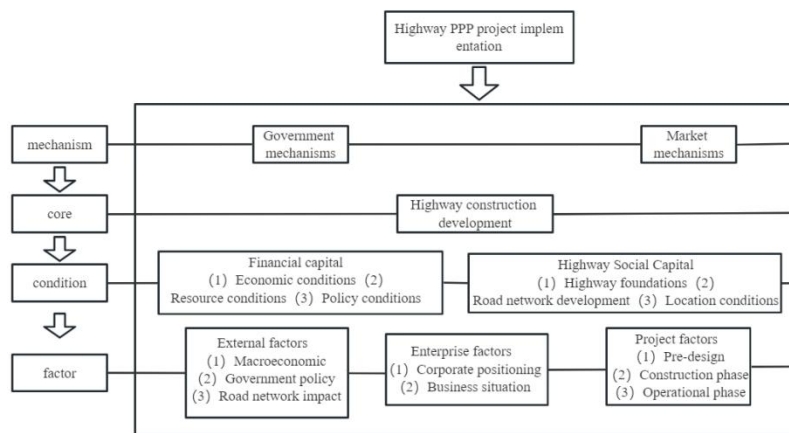 Highway PPP project implem
entation
mechanism
Government
mechanisms
Market
mechanisms
core
Highway construction
development
condition
Financial capital
(1) Economic conditions (2)
Resource conditions (3) Policy conditions
Highway Social Capital
(1) Highway foundations (2)
Road network development (3) Location conditions
factor
External factors
(1) Macroeconomic
(2) Government policy
(3) Road network impact
Enterprise factors
(1) Corporate positioning
(2) Business situation
Project factors
(1) Pre-design
(2) Construction phase
(3) Operational phase